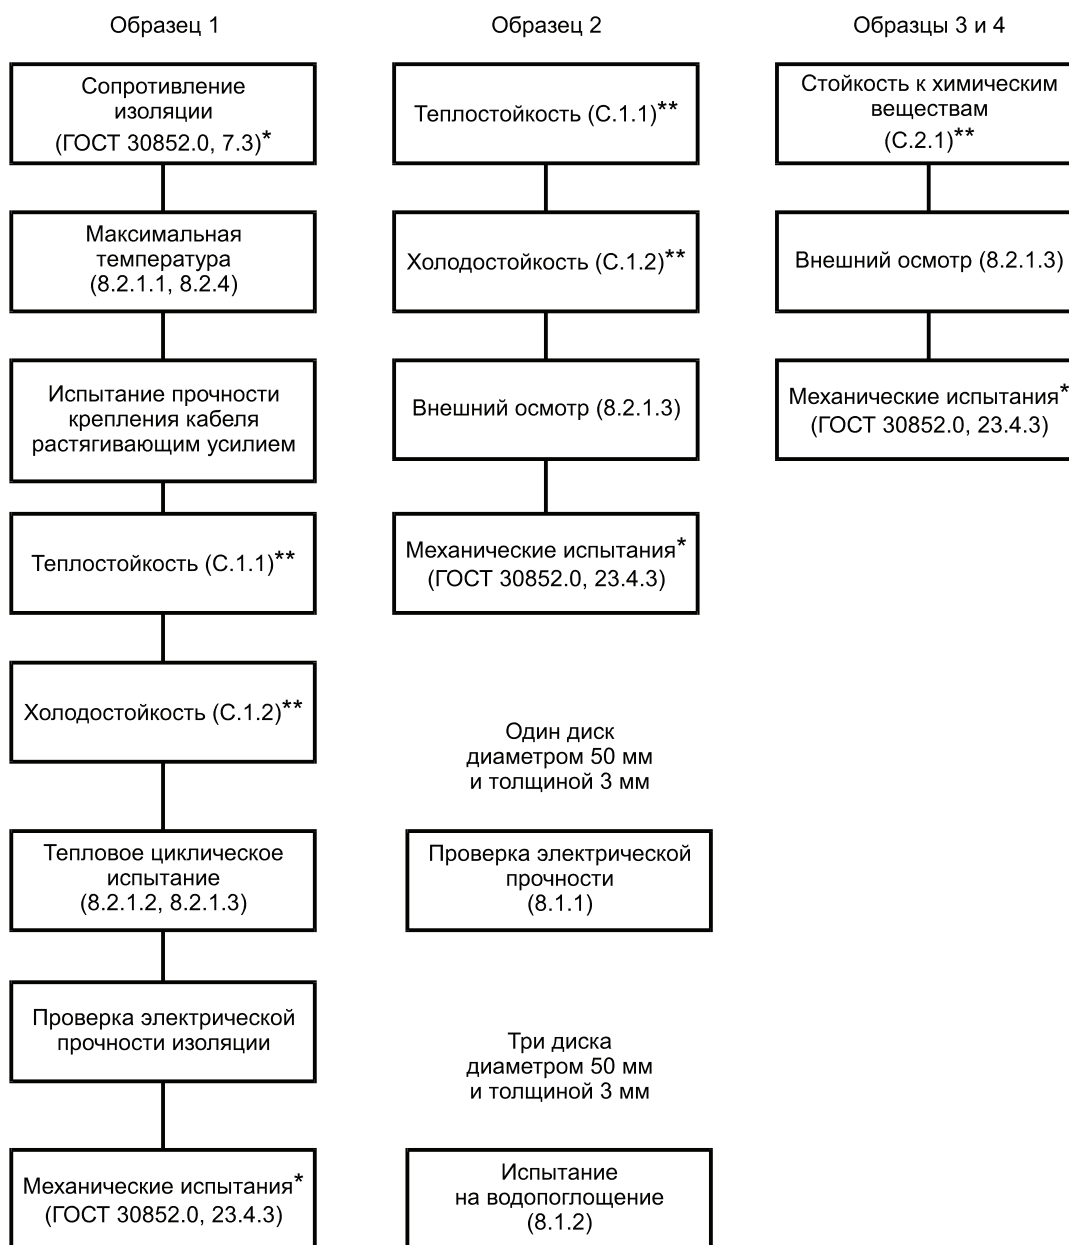 Образец 1
Сопротивление
изоляции
(ГОСТ 30852.0, 7.3)*
Максимальная
температура
(8.2.1.1, 8.2.4)
Испытание прочности
крепления кабеля
растягивающим усилием
Теплостойкость (С.1.1)**
Холодостойкость (С.1.2)**
Тепловое циклическое
испытание
(8.2.1.2, 8.2.1.3)
Проверка электрической
прочности изоляции
Механические испытания*
(ГОСТ 30852.0, 23.4.3)
Образец 2
Теплостойкость (С.1.1)**
Холодостойкость (С.1.2)**
Внешний осмотр (8.2.1.3)
Механические испытания*
(ГОСТ 30852.0, 23.4.3)
Образцы 3 и 4
Стойкость к химическим
веществам
(С.2.1)**
Внешний осмотр (8.2.1.3)
Механические испытания*
(ГОСТ 30852.0, 23.4.3)
Один диск
диаметром 50 мм
и толщиной 3 мм
Проверка электрической
прочности
(8.1.1)
Три диска
диаметром 50 мм
и толщиной 3 мм
Испытание
на водопоглощение
(8.1.2)